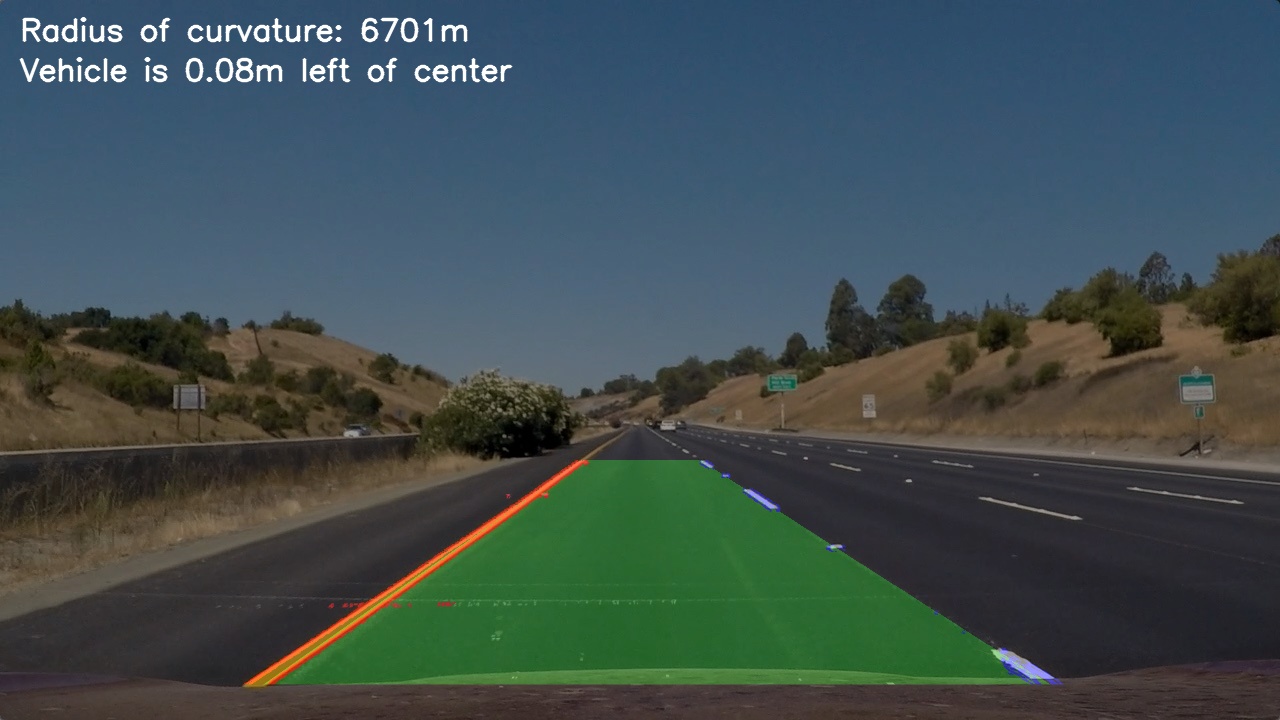 Radius of curvature: 6701m
Vehicle is 0.08m left of center